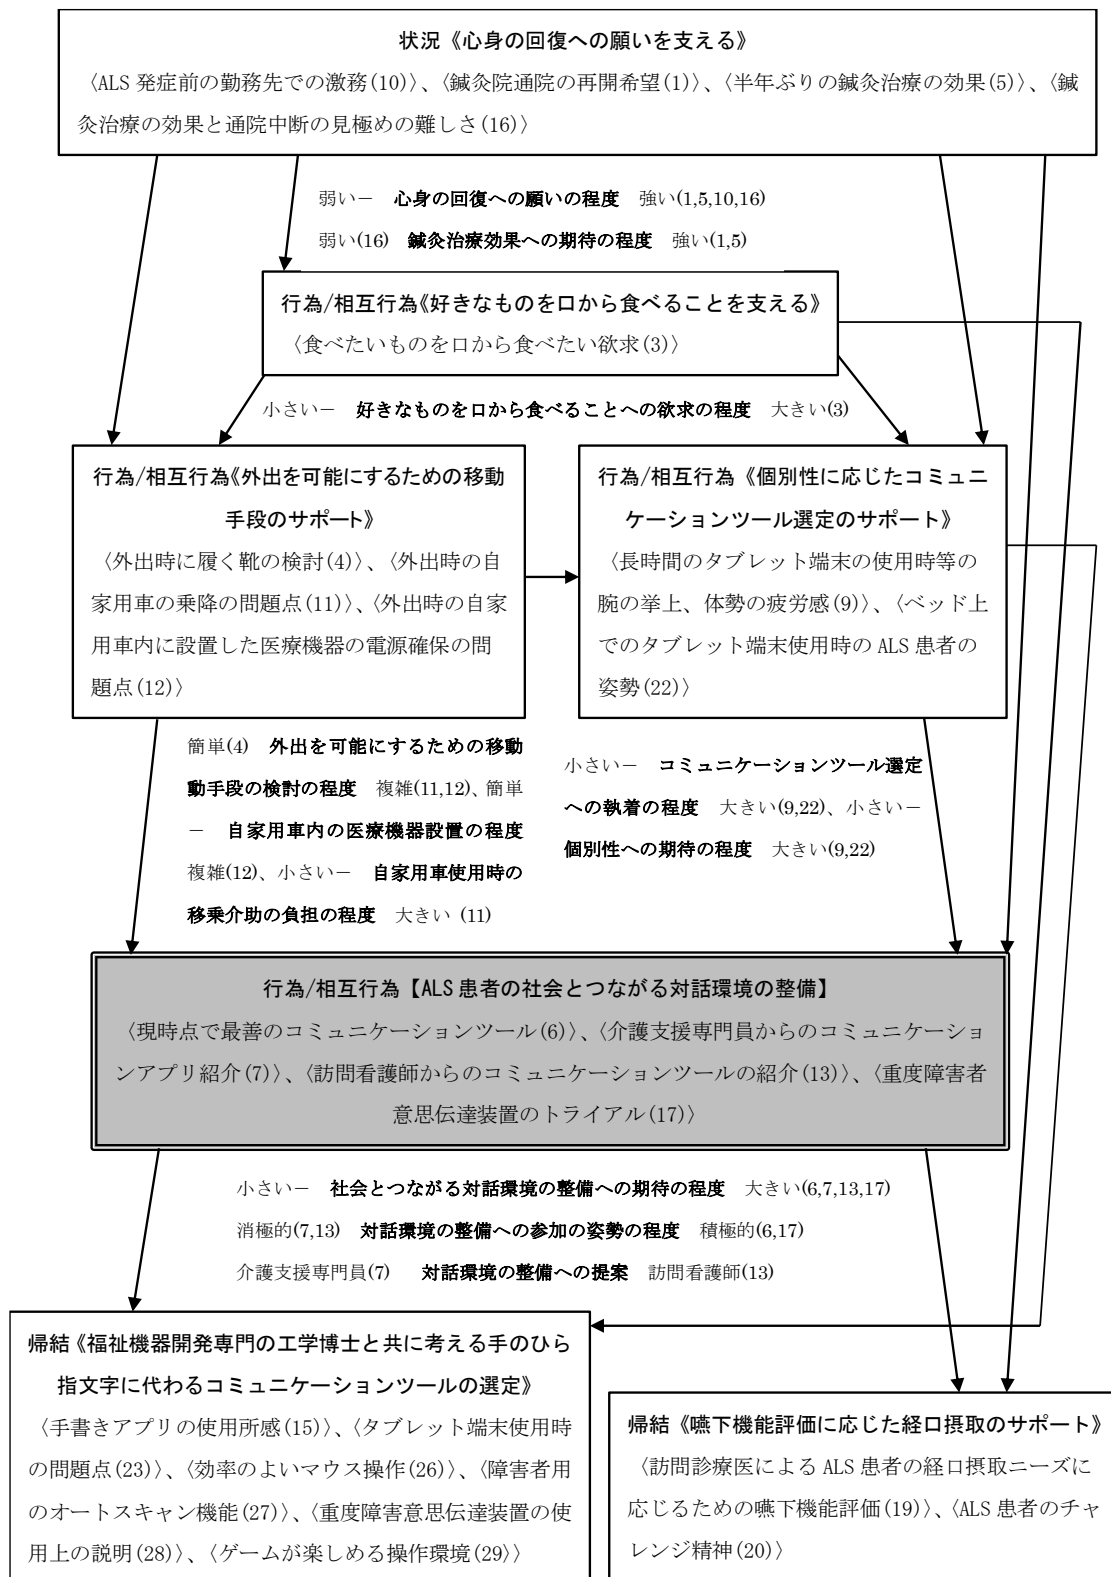 状況《心身の回復への願いを支える》
〈ALS 発症前の勤務先での激務(10)〉、〈鍼灸院通院の再開希望(1)〉、〈半年ぶりの鍼灸治療の効果(5)〉、〈鍼
灸治療の効果と通院中断の見極めの難しさ(16)〉
弱い－　心身の回復への願いの程度　強い(1,5,10,16)
弱い(16)　鍼灸治療効果への期待の程度　強い(1,5)
行為/相互行為《好きなものを口から食べることを支える》
〈食べたいものを口から食べたい欲求(3)〉
小さい－　好きなものを口から食べることへの欲求の程度　大きい(3)
行為/相互行為《外出を可能にするための移動
手段のサポート》
〈外出時に履く靴の検討(4)〉、〈外出時の自
家用車の乗降の問題点(11)〉、〈外出時の自家用
車内に設置した医療機器の電源確保の問
題点(12)〉
行為/相互行為《個別性に応じたコミュニ
ケーションツール選定のサポート》
〈長時間のタブレット端末の使用時等の
腕の挙上、体勢の疲労感(9)〉、〈ベッド上
でのタブレット端末使用時の ALS 患者の
姿勢(22)〉
簡単(4)　外出を可能にするための移動
動手段の検討の程度　複雑(11,12)、簡単
－　自家用車内の医療機器設置の程度
複雑(12)、小さい－　自家用車使用時の
移乗介助の負担の程度　大きい (11)
小さい－　コミュニケーションツール選定
への執着の程度　大きい(9,22)、小さい－
個別性への期待の程度　大きい(9,22)
行為/相互行為【ALS 患者の社会とつながる対話環境の整備】
〈現時点で最善のコミュニケーションツール(6)〉、〈介護支援専門員からのコミュニケーショ
ンアプリ紹介(7)〉、〈訪問看護師からのコミュニケーションツールの紹介(13)〉、〈重度障害者
意思伝達装置のトライアル(17)〉
小さい－　社会とつながる対話環境の整備への期待の程度　大きい(6,7,13,17)
消極的(7,13)　対話環境の整備への参加の姿勢の程度　積極的(6,17)
介護支援専門員(7)　対話環境の整備への提案　訪問看護師(13)
帰結《福祉機器開発専門の工学博士と共に考える手のひら
指文字に代わるコミュニケーションツールの選定》
〈手書きアプリの使用所感(15)〉、〈タブレット端末使用時
の問題点(23)〉、〈効率のよいマウス操作(26)〉、〈障害者用
のオートスキャン機能(27)〉、〈重度障害意思伝達装置の使
用上の説明(28)〉、〈ゲームが楽しめる操作環境(29)〉
帰結《嚥下機能評価に応じた経口摂取のサポート》
〈訪問診療医による ALS 患者の経口摂取ニーズに
応じるための嚥下機能評価(19)〉、〈ALS 患者のチャ
レンジ精神(20)〉